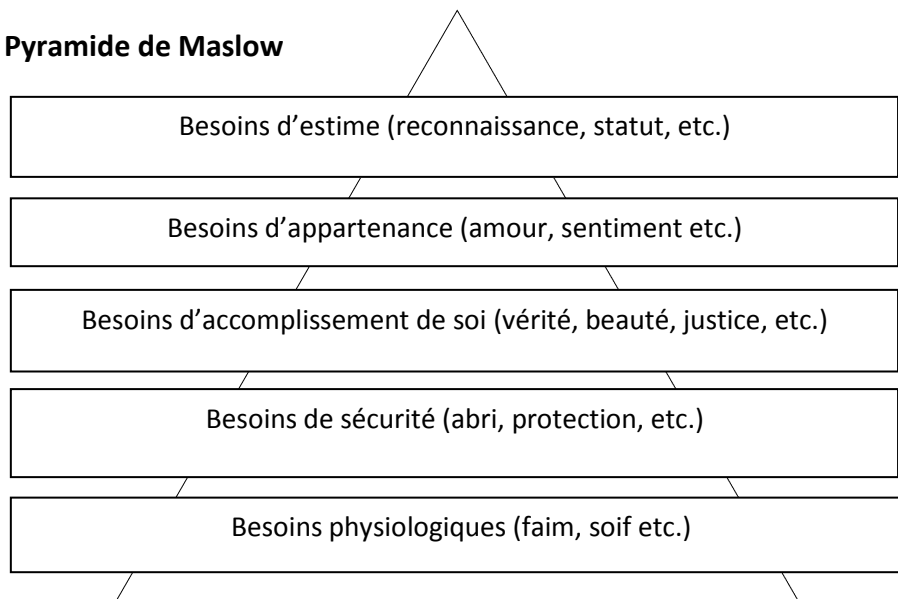 Pyramide de Maslow
Besoins d’estime (reconnaissance, statut, etc.)
Besoins d’appartenance (amour, sentiment etc.)
Besoins d’accomplissement de soi (vérité, beauté, justice, etc.)
Besoins de sécurité (abri, protection, etc.)
Besoins physiologiques (faim, soif etc.)